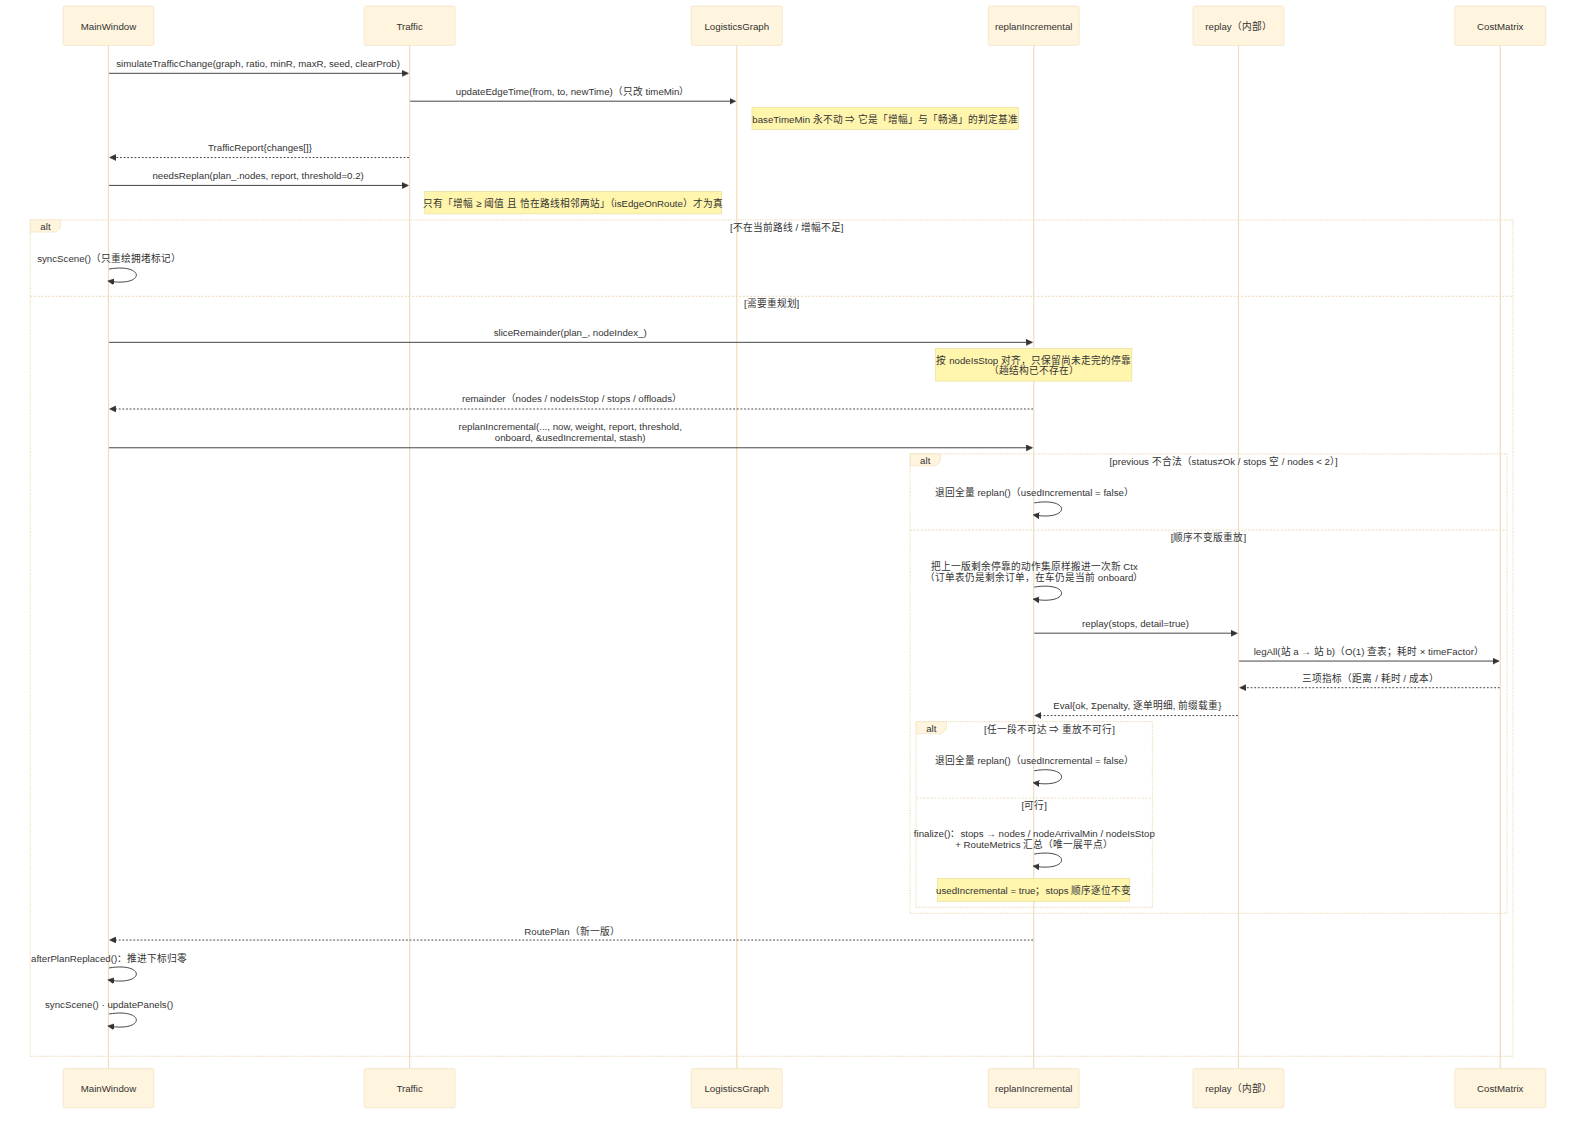 MainWindow
Traffic
LogisticsGraph
replanIncremental
replay（内部）
CostMatrix
simulateTrafficChange(graph, ratio, minR, maxR, seed, clearProb)
updateEdgeTime(from, to, newTime)（只改 timeMin）
baseTimeMin 永不动 ⇒ 它是「增幅」与「畅通」的判定基准
TrafficReport{changes[]}
needsReplan(plan_.nodes, report, threshold=0.2)
只有「增幅 ≥ 阈值 且 恰在路线相邻两站」（isEdgeOnRoute）才为真
alt
[不在当前路线 / 增幅不足]
syncScene()（只重绘拥堵标记）
[需要重规划]
sliceRemainder(plan_, nodeIndex_)
按 nodeIsStop 对齐，只保留尚未走完的停靠
（趟结构已不存在）
remainder（nodes / nodeIsStop / stops / offloads）
replanIncremental(..., now, weight, report, threshold,
onboard, &usedIncremental, stash)
alt
[previous 不合法（status≠Ok / stops 空 / nodes < 2）]
退回全量 replan()（usedIncremental = false）
[顺序不变版重放]
把上一版剩余停靠的动作集原样搬进一次新 Ctx
（订单表仍是剩余订单，在车仍是当前 onboard）
replay(stops, detail=true)
legAll(站 a → 站 b)（O(1) 查表；耗时 × timeFactor）
三项指标（距离 / 耗时 / 成本）
Eval{ok, Σpenalty, 逐单明细, 前缀载重}
alt
[任一段不可达 ⇒ 重放不可行]
退回全量 replan()（usedIncremental = false）
[可行]
finalize()：stops → nodes / nodeArrivalMin / nodeIsStop
+ RouteMetrics 汇总（唯一展平点）
usedIncremental = true；stops 顺序逐位不变
RoutePlan（新一版）
afterPlanReplaced()：推进下标归零
syncScene() · updatePanels()
MainWindow
Traffic
LogisticsGraph
replanIncremental
replay（内部）
CostMatrix